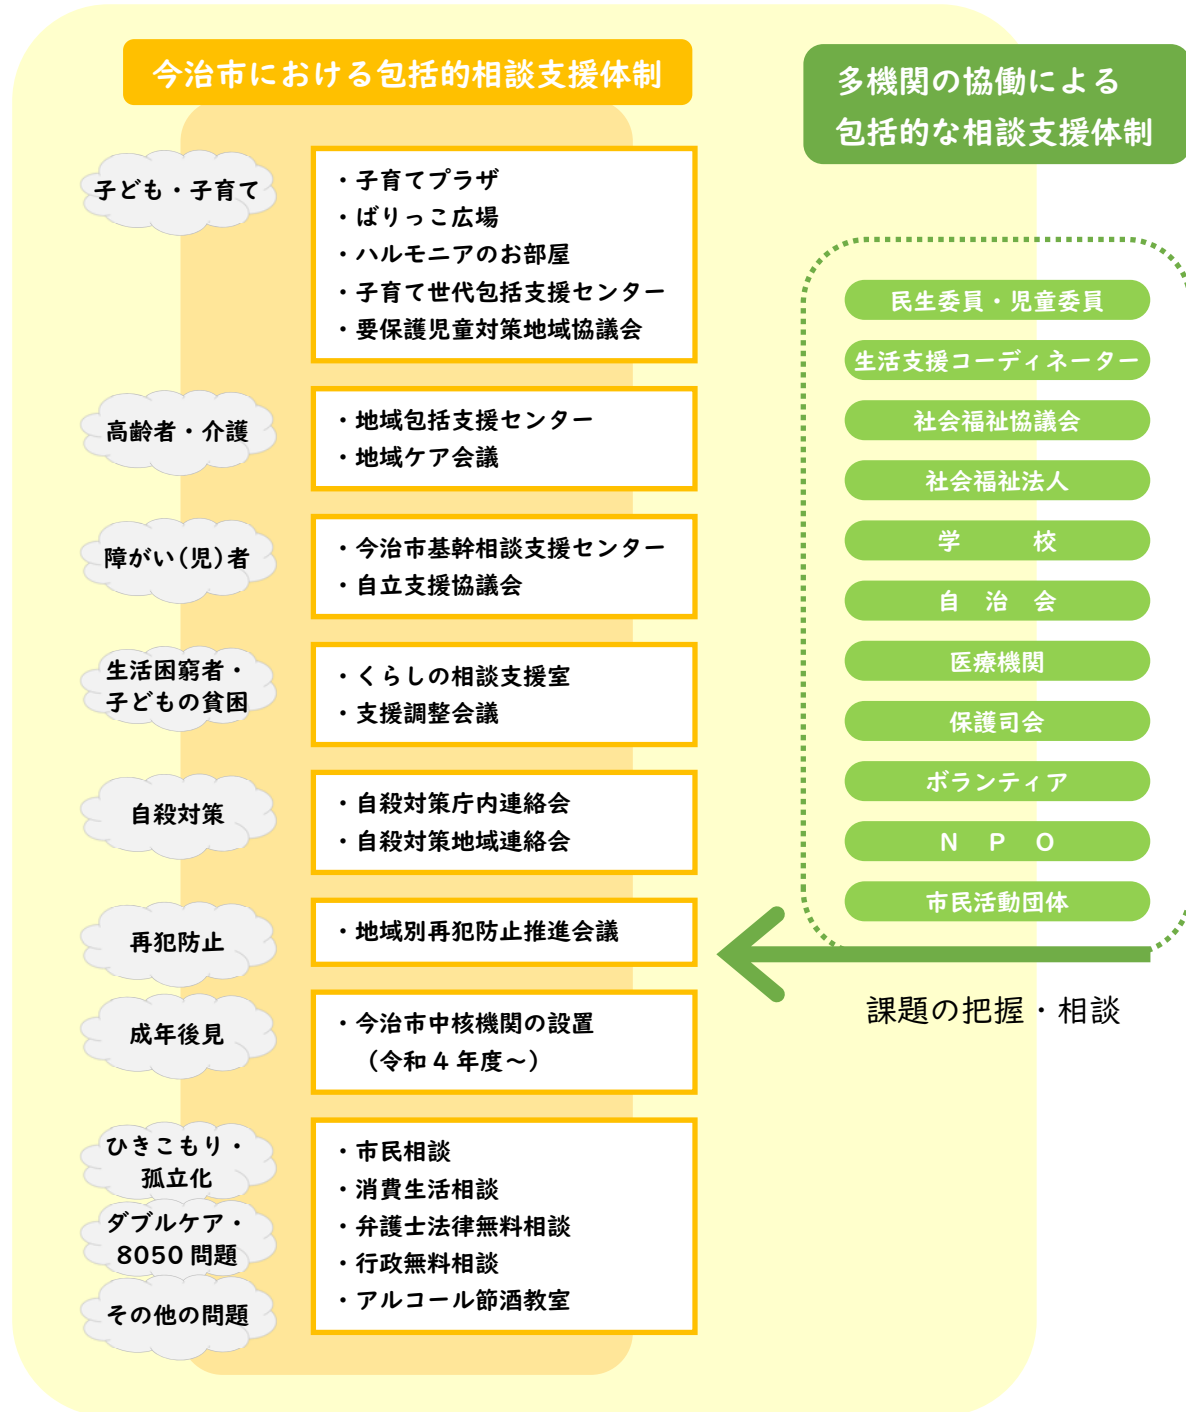 今治市における包括的相談支援体制
子ども・子育て
・子育てプラザ
・ばりっこ広場
・ハルモニアのお部屋
・子育て世代包括支援センター
・要保護児童対策地域協議会
高齢者・介護
・地域包括支援センター
・地域ケア会議
障がい(児)者
・今治市基幹相談支援センター
・自立支援協議会
生活困窮者・
子どもの貧困
・くらしの相談支援室
・支援調整会議
自殺対策
・自殺対策庁内連絡会
・自殺対策地域連絡会
再犯防止
・地域別再犯防止推進会議
成年後見
・今治市中核機関の設置
（令和４年度～）
ひきこもり・
孤立化
ダブルケア・
8050 問題
その他の問題
・市民相談
・消費生活相談
・弁護士法律無料相談
・行政無料相談
・アルコール節酒教室
多機関の協働による
包括的な相談支援体制
民生委員・児童委員
生活支援コーディネーター
社会福祉協議会
社会福祉法人
学　　　校
自　治　会
医療機関
保護司会
ボランティア
Ｎ　Ｐ　Ｏ
市民活動団体
課題の把握・相談